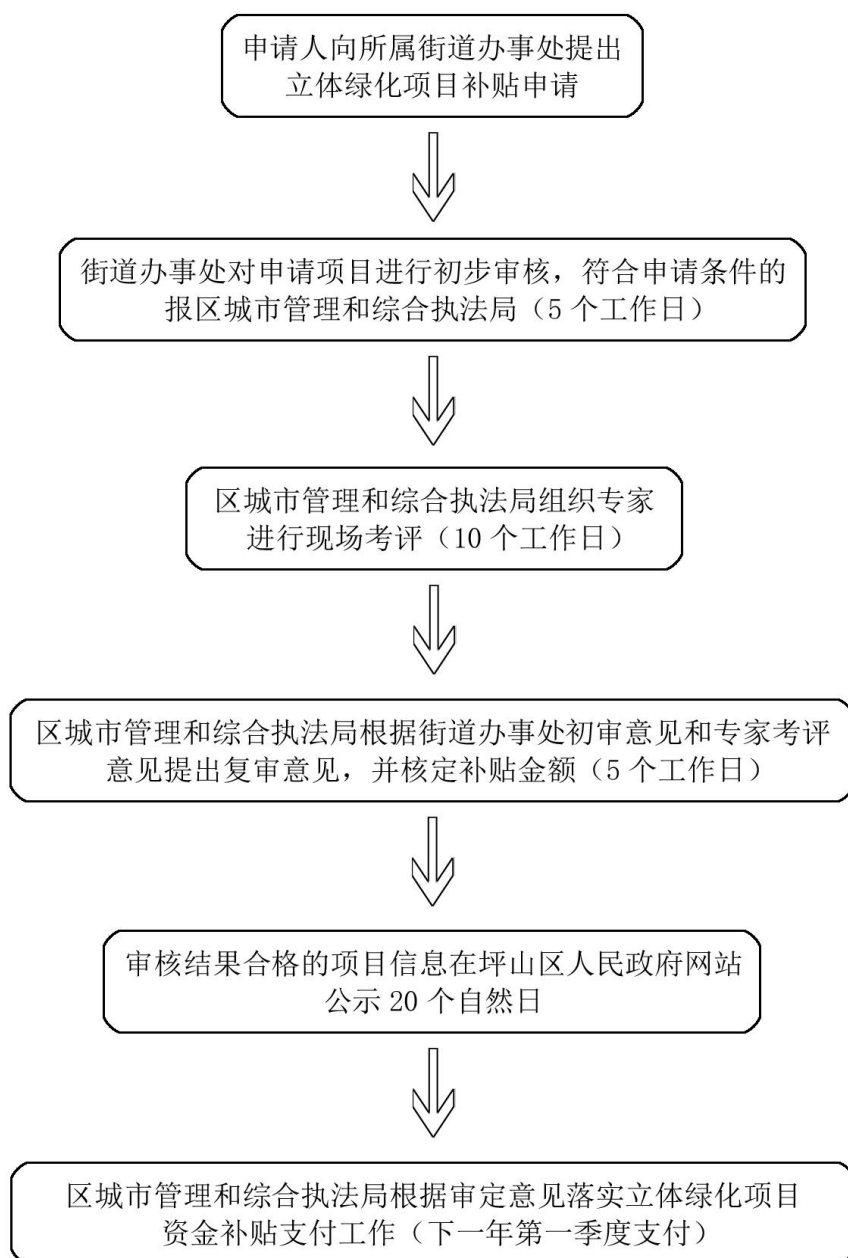 申请人向所属街道办事处提出
立体绿化项目补贴申请
街道办事处对申请项目进行初步审核，符合申请条件的
报区城市管理和综合执法局（5 个工作日）
区城市管理和综合执法局组织专家
进行现场考评（10 个工作日）
区城市管理和综合执法局根据街道办事处初审意见和专家考评
意见提出复审意见，并核定补贴金额（5 个工作日）
审核结果合格的项目信息在坪山区人民政府网站
公示 20 个自然日
区城市管理和综合执法局根据审定意见落实立体绿化项目
资金补贴支付工作（下一年第一季度支付）